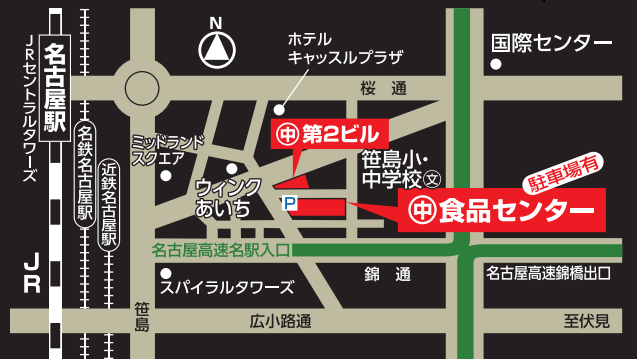 N
JRセントラルタワーズ
名古屋駅
名鉄名古屋駅
近鉄名古屋駅
JR
ホテル
キャッスルプラザ
国際センター
桜通
ミッドランド
スクエア
㊥第2ビル
笹島小・
中学校文
ウィンク
あいち
P
駐車場有
㊥食品センター
名古屋高速名駅入口
錦通
名古屋高速錦橋出口
スパイラルタワーズ
笹島
広小路通
至伏見